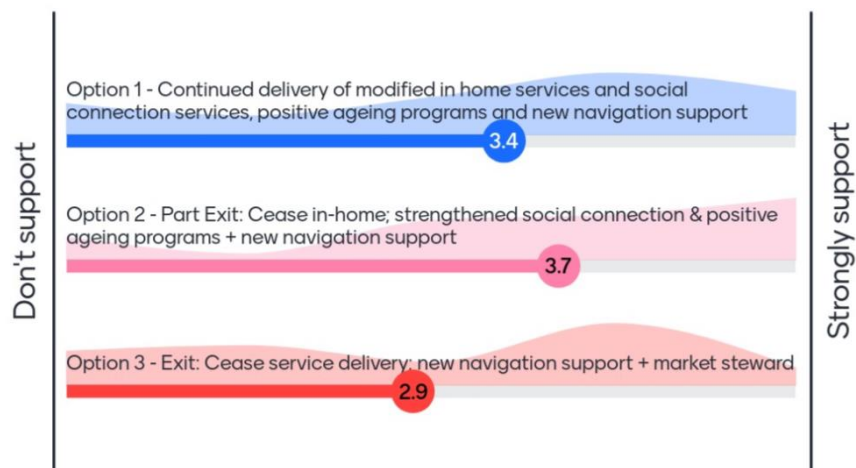 Don't support
Option 1 - Continued delivery of modified in home services and social
connection services, positive ageing programs and new navigation support
3.4
Option 2 - Part Exit: Cease in-home; strengthened social connection & positive
ageing programs + new navigation support
3.7
Option 3 - Exit: Cease service delivery; new navigation support + market steward
2.9
Strongly support